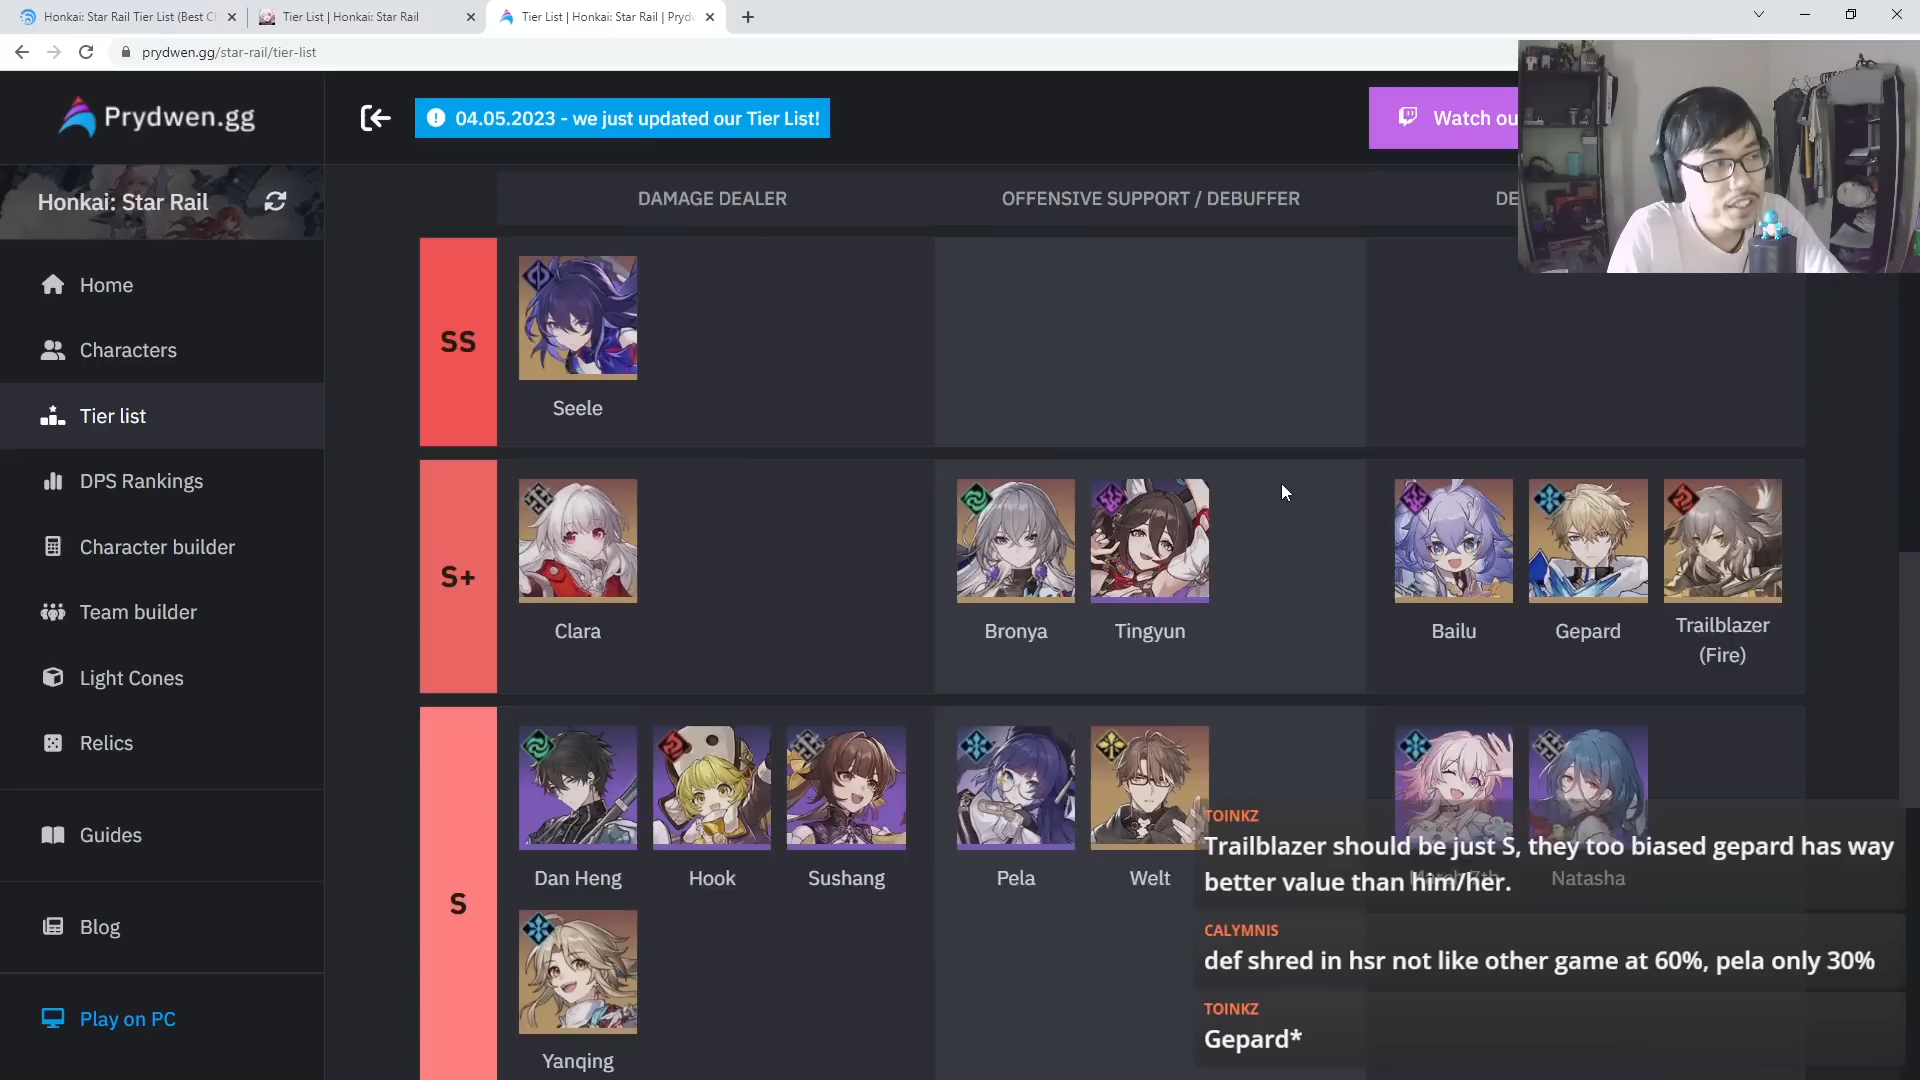 Honkai: Star Rail Tier List (Best C
Tier List | Honkai: Star Rail
Tier List | Honkai: Star Rail | Pryd
prydwen.gg/star-rail/tier-list
Prydwen.gg
04.05.2023 - we just updated our Tier List!
Watch ou
Honkai: Star Rail
Home
Characters
Tier list
DPS Rankings
Character builder
Team builder
Light Cones
Relics
Guides
Blog
Play on PC
DAMAGE DEALER
OFFENSIVE SUPPORT / DEBUFFER
DE
SS
Seele
S+
Clara
Bronya
Tingyun
Bailu
Gepard
Trailblazer
(Fire)
S
Dan Heng
Hook
Sushang
Pela
Welt
March 7th
Natasha
Yanqing
TOINKZ
Trailblazer should be just S, they too biased gepard has way
better value than him/her.
CALYMNIS
def shred in hsr not like other game at 60%, pela only 30%
TOINKZ
Gepard*